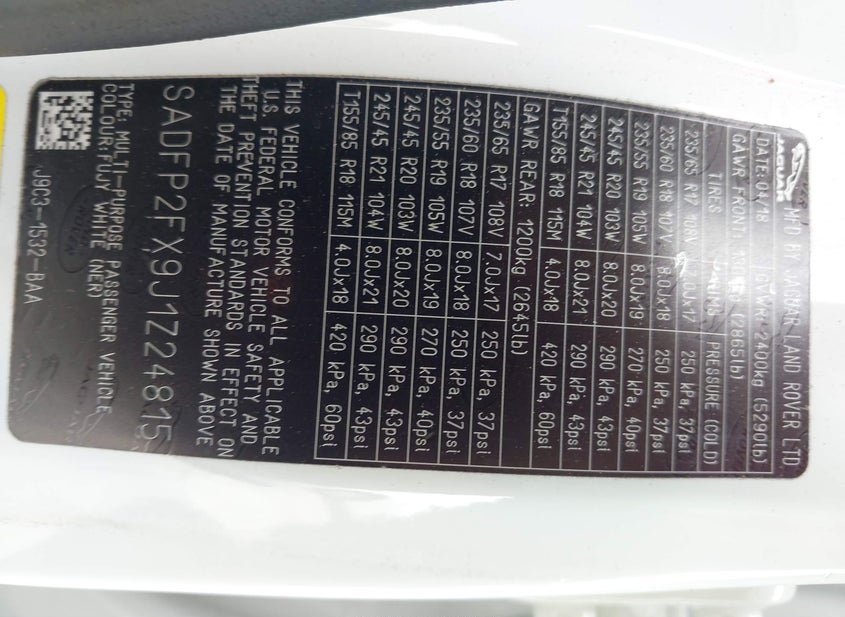 JAGUAR
MFD BY JAGUAR LAND ROVER LTD
DATE: 04/18 GVWR: 2400kg (5290lb)
GAWR FRONT: (2865lb)
TIRES RIMS PRESSURE (COLD)
235/65 R17 108V 7.0Jx17 250 kPa, 37psi
235/60 R18 107V 8.0Jx18 250 kPa, 37psi
235/55 R19 105W 8.0Jx19 270 kPa, 40psi
245/45 R20 103W 8.0Jx20 290 kPa, 43psi
245/45 R21 104W 8.0Jx21 290 kPa, 43psi
T155/85 R18 115M 4.0Jx18 420 kPa, 60psi
GAWR REAR: 1200kg (2645lb)
235/65 R17 108V 7.0Jx17 250 kPa, 37psi
235/60 R18 107V 8.0Jx18 250 kPa, 37psi
235/55 R19 105W 8.0Jx19 270 kPa, 40psi
245/45 R20 103W 8.0Jx20 290 kPa, 43psi
245/45 R21 104W 8.0Jx21 290 kPa, 43psi
T155/85 R18 115M 4.0Jx18 420 kPa, 60psi
THIS VEHICLE CONFORMS TO ALL APPLICABLE
U.S. FEDERAL MOTOR VEHICLE SAFETY AND
THEFT PREVENTION STANDARDS IN EFFECT ON
THE DATE OF MANUFACTURE SHOWN ABOVE
SADFP2FX9J1Z24815
TYPE: MULTI-PURPOSE PASSENGER VEHICLE
COLOUR:FUJY WHITE (NER)
J9C3-1532-BAA